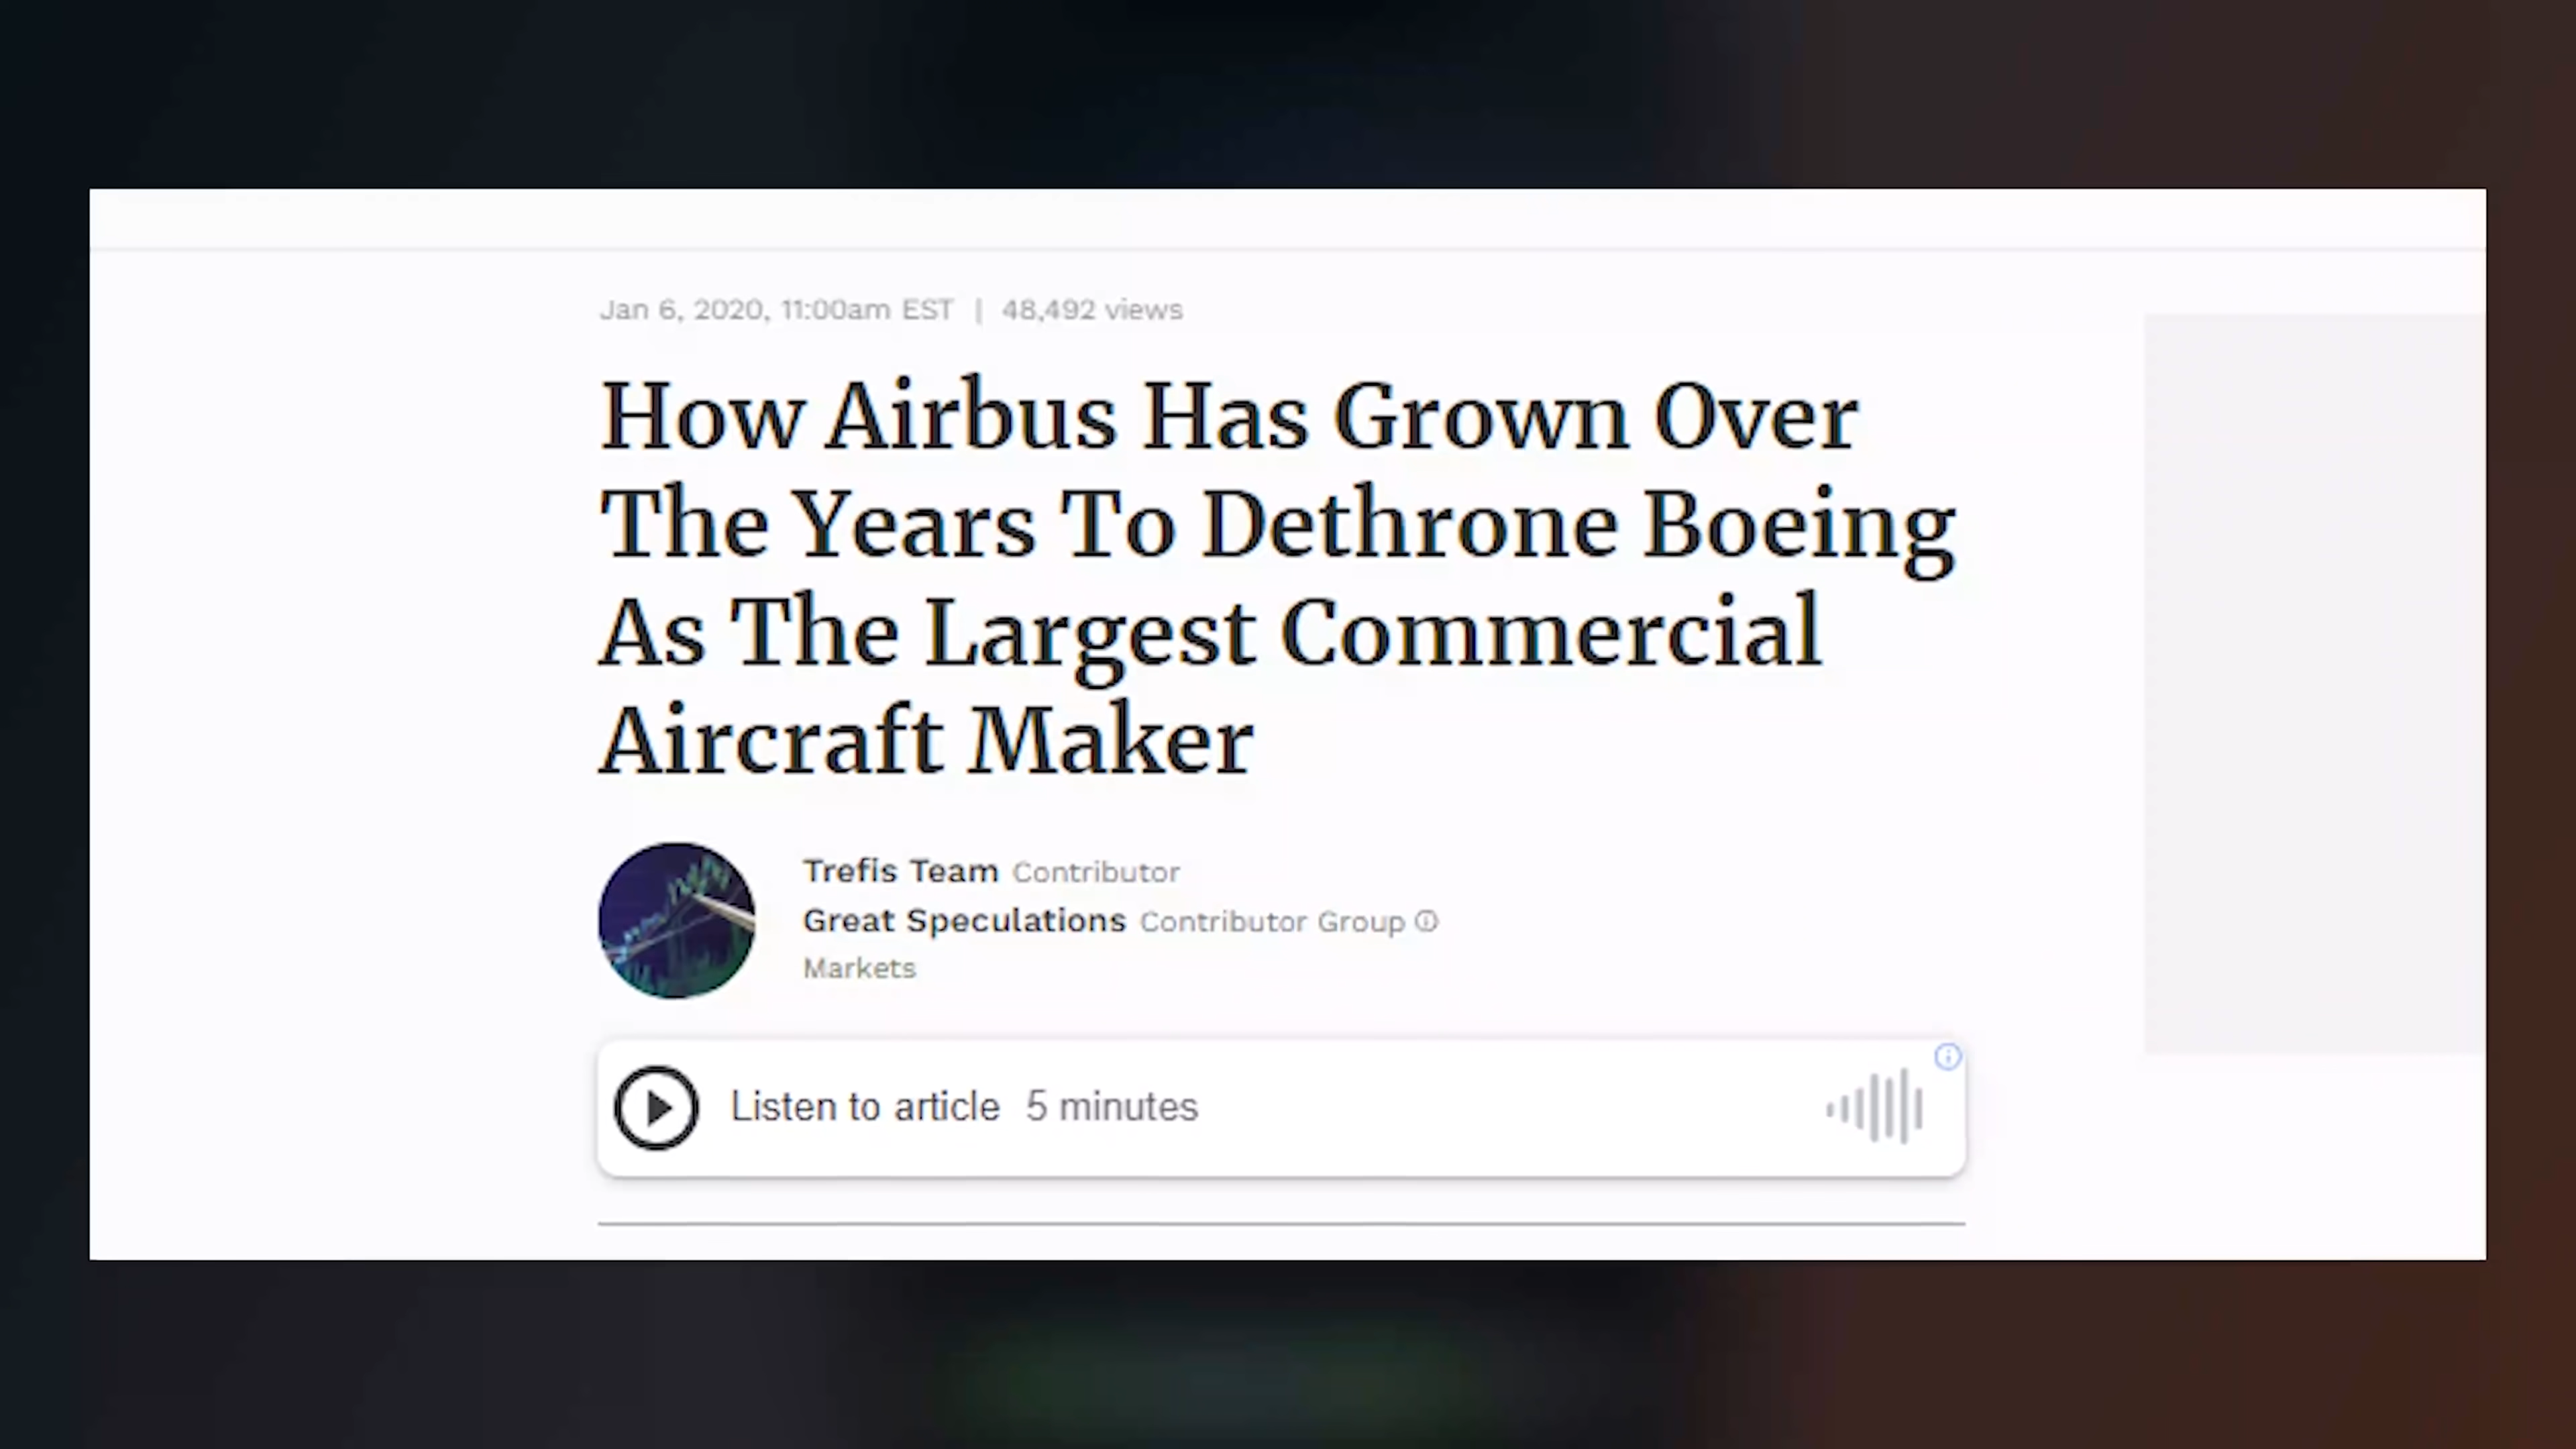 Jan 6, 2020, 11:00am EST | 48,492 views
How Airbus Has Grown Over
The Years To Dethrone Boeing
As The Largest Commercial
Aircraft Maker
Trefis Team Contributor
Great Speculations Contributor Group
Markets
Listen to article 5 minutes